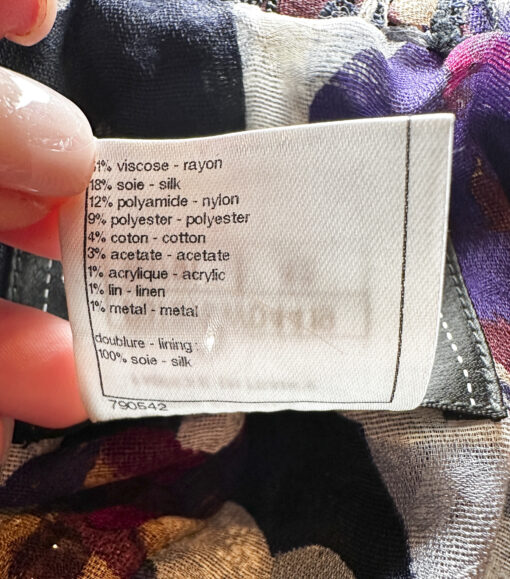 1% viscose - rayon
18% soie - silk
12% polyamide - nylon
9% polyester - polyester
4% coton - cotton
3% acetate - acetate
1% acrylique - acrylic
1% lin - linen
1% metal - metal
doublure - lining :
100% soie - silk
790542